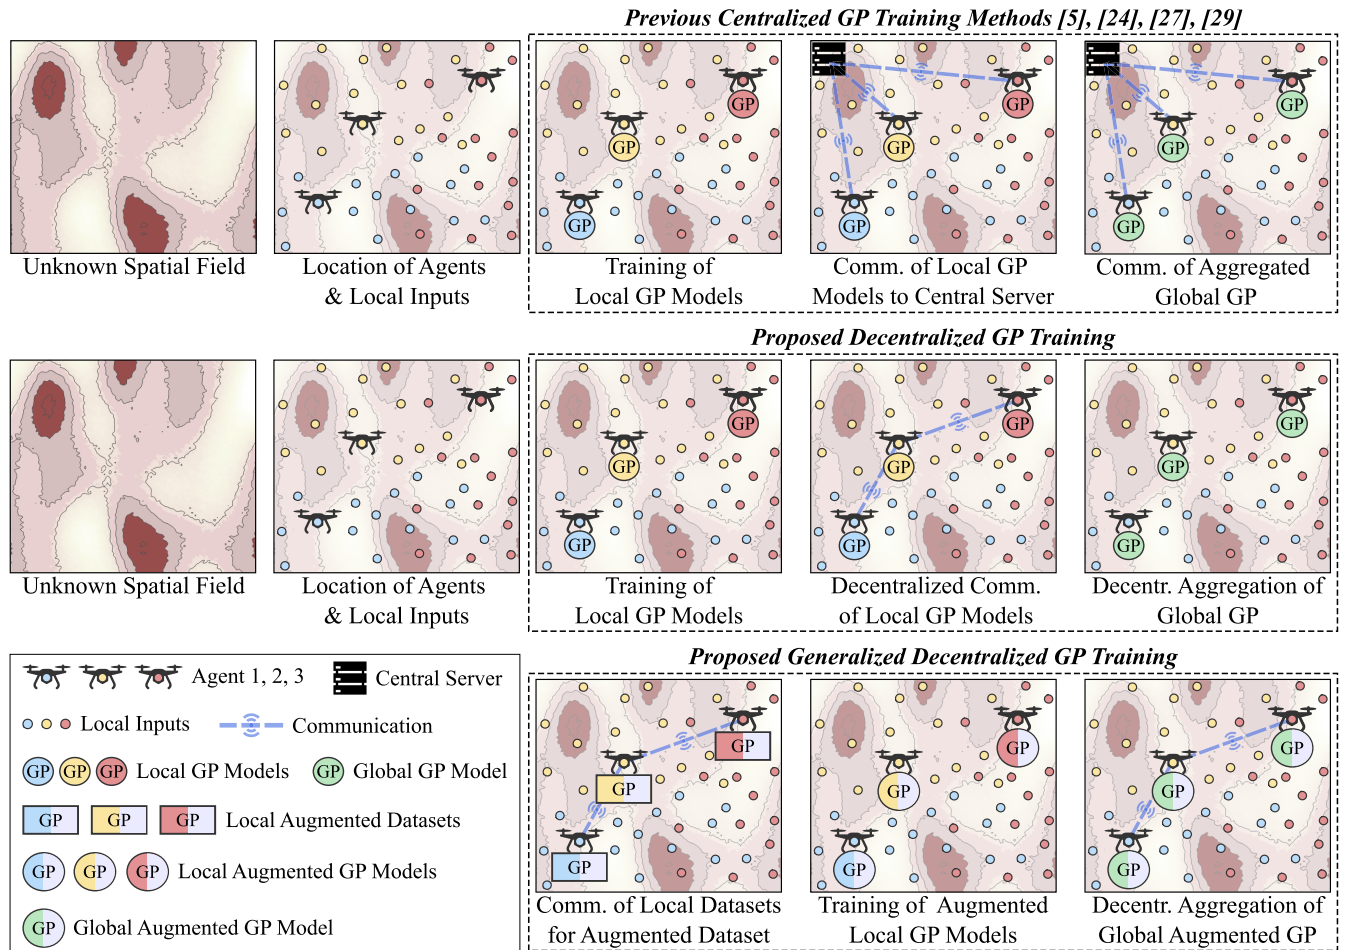 Previous Centralized GP Training Methods [5], [24], [27], [29]
GP
GP
GP
GP
GP
GP
GP
GP
GP
Unknown Spatial Field
Location of Agents
& Local Inputs
Training of
Local GP Models
Comm. of Local GP
Models to Central Server
Comm. of Aggregated
Global GP
Proposed Decentralized GP Training
GP
GP
GP
GP
GP
GP
GP
GP
GP
Unknown Spatial Field
Location of Agents
& Local Inputs
Training of
Local GP Models
Decentralized Comm.
of Local GP Models
Decentr. Aggregation of
Global GP
Proposed Generalized Decentralized GP Training
Agent 1, 2, 3
Central Server
Local Inputs
Communication
GP GP GP Local GP Models
GP Global GP Model
GP GP GP Local Augmented Datasets
GP GP GP Local Augmented GP Models
GP Global Augmented GP Model
GP
GP
GP
GP
GP
GP
GP
GP
GP
Comm. of Local Datasets
for Augmented Dataset
Training of Augmented
Local GP Models
Decentr. Aggregation of
Global Augmented GP